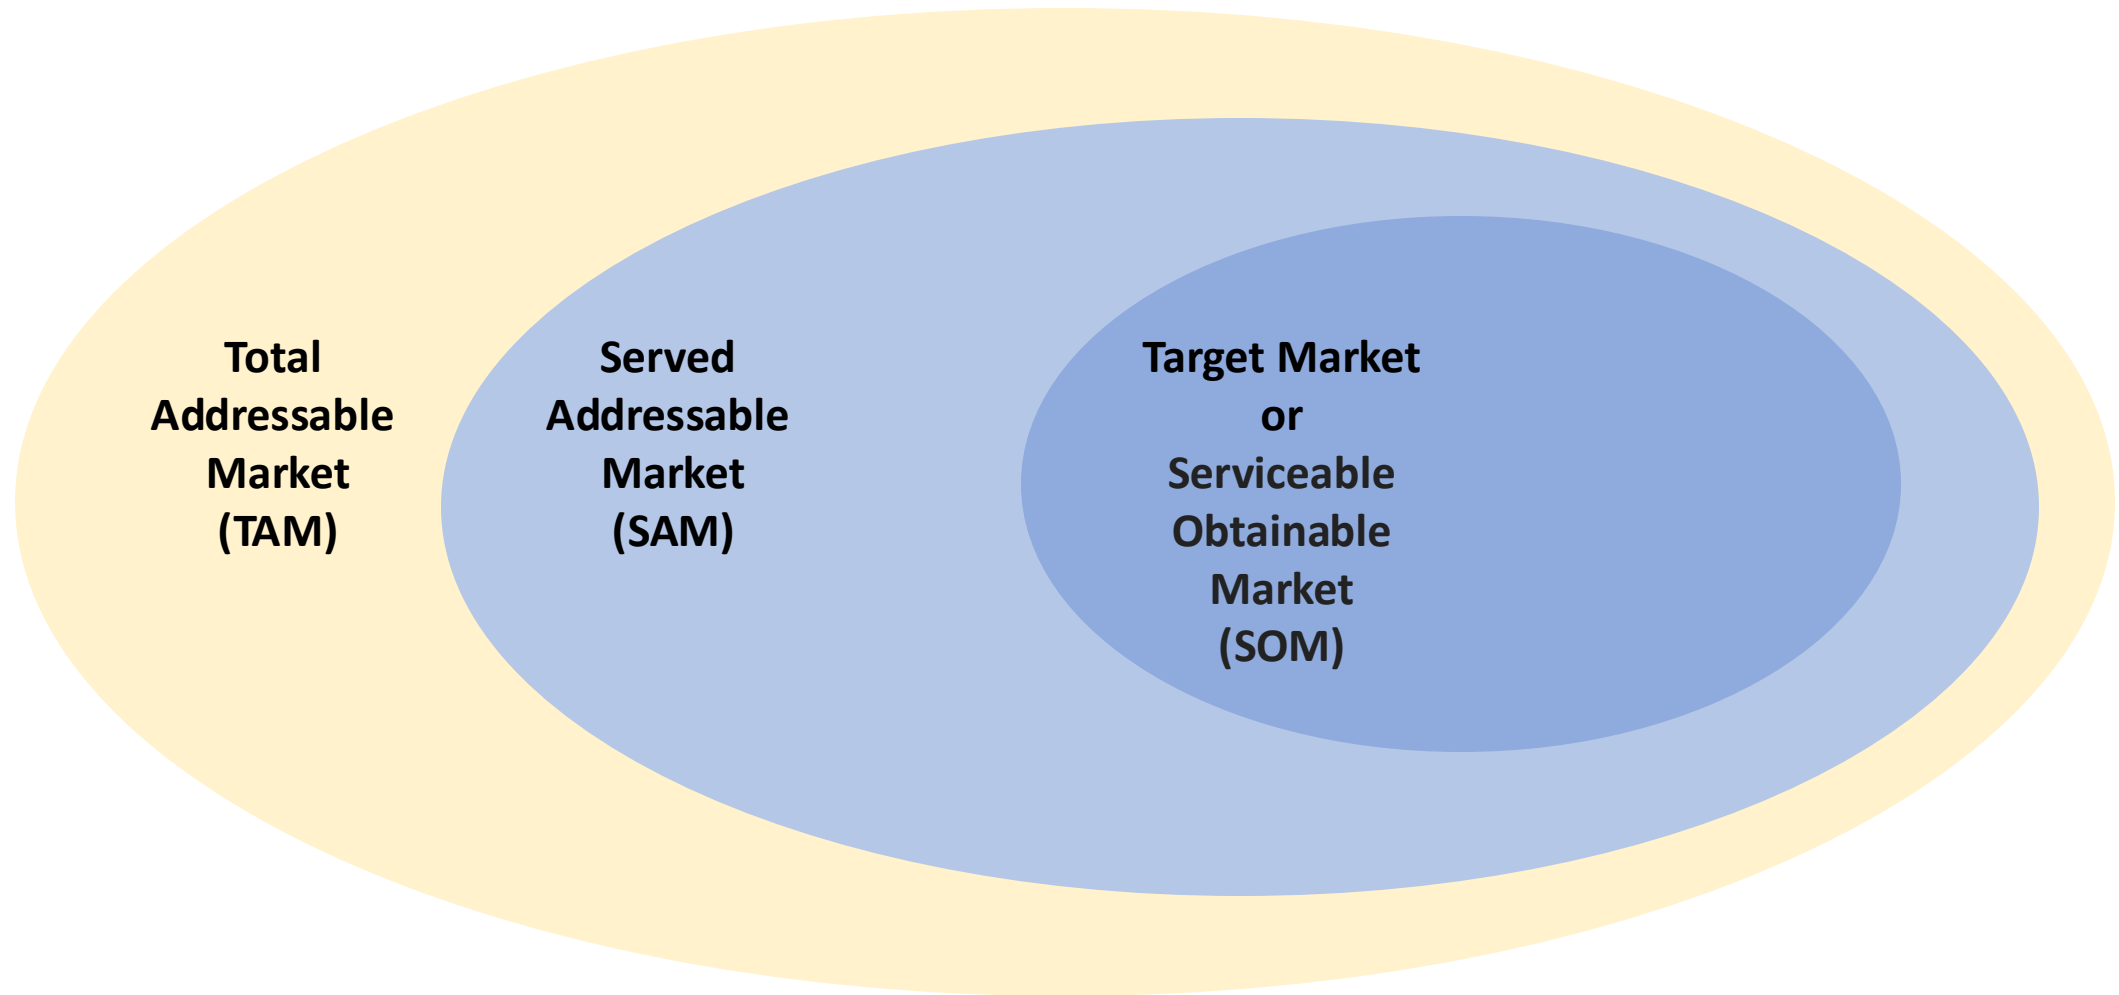 Total
Addressable
Market
(TAM)
Served
Addressable
Market
(SAM)
Target Market
or
Serviceable
Obtainable
Market
(SOM)